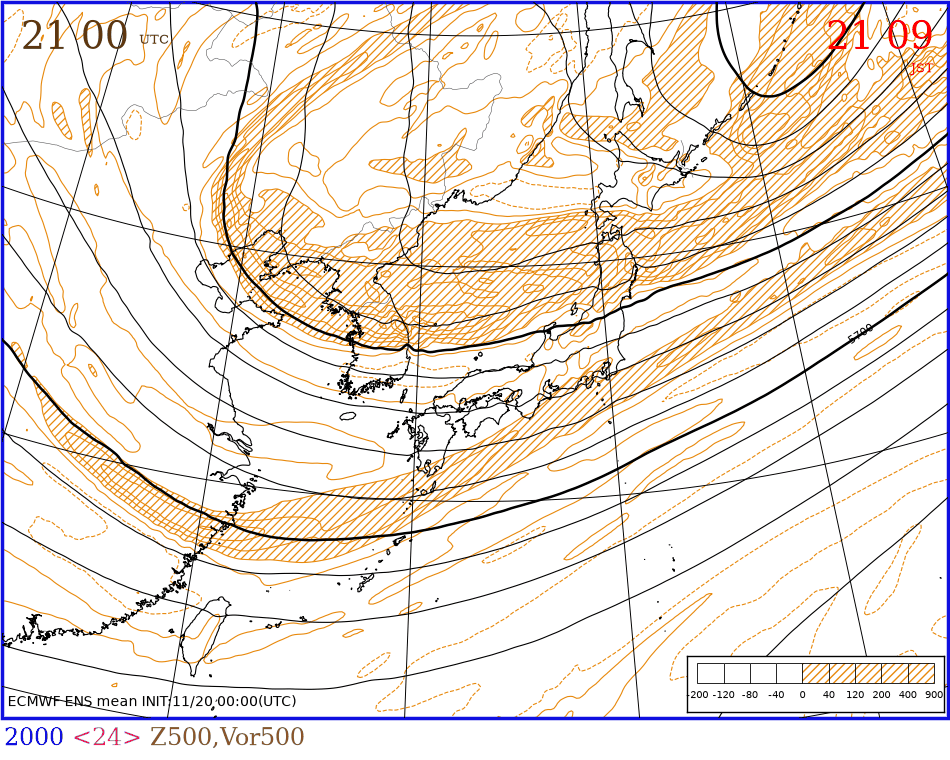 21 00 UTC
21 09
JST
5700
-200 -120 -80 -40 0 40 120 200 400 900
ECMWF ENS mean INIT:11/20 00:00(UTC)
2000 <24> Z500,Vor500